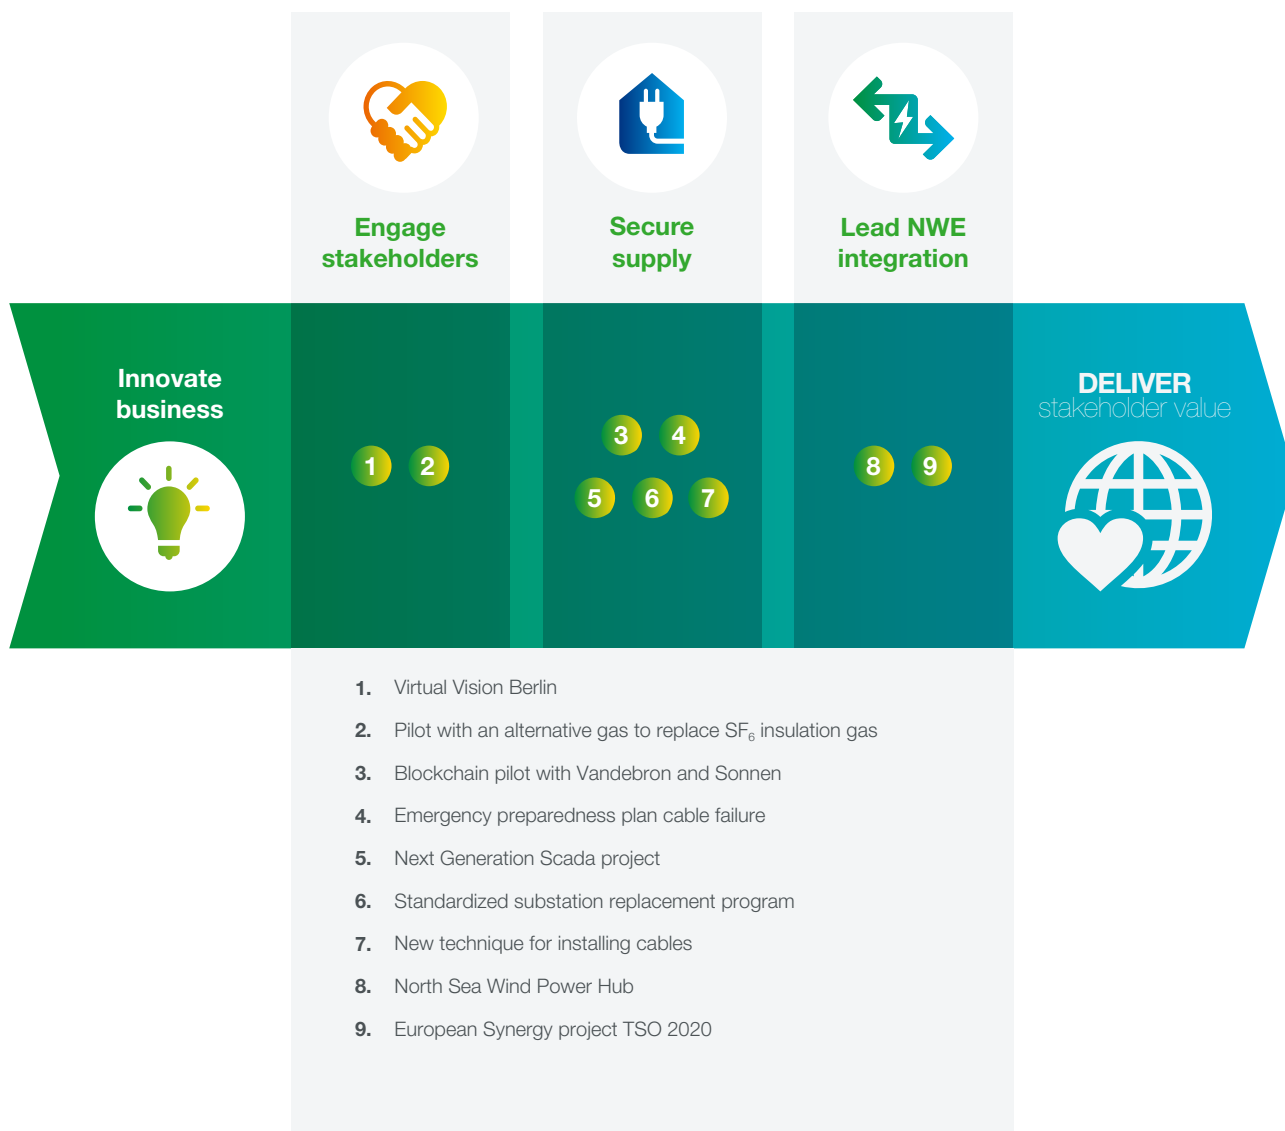 Engage
stakeholders
Secure
supply
Lead NWE
integration
Innovate
business
1 2
3 4
5 6 7
8 9
DELIVER
stakeholder value
1. Virtual Vision Berlin
2. Pilot with an alternative gas to replace SF₆ insulation gas
3. Blockchain pilot with Vandebron and Sonnen
4. Emergency preparedness plan cable failure
5. Next Generation Scada project
6. Standardized substation replacement program
7. New technique for installing cables
8. North Sea Wind Power Hub
9. European Synergy project TSO 2020